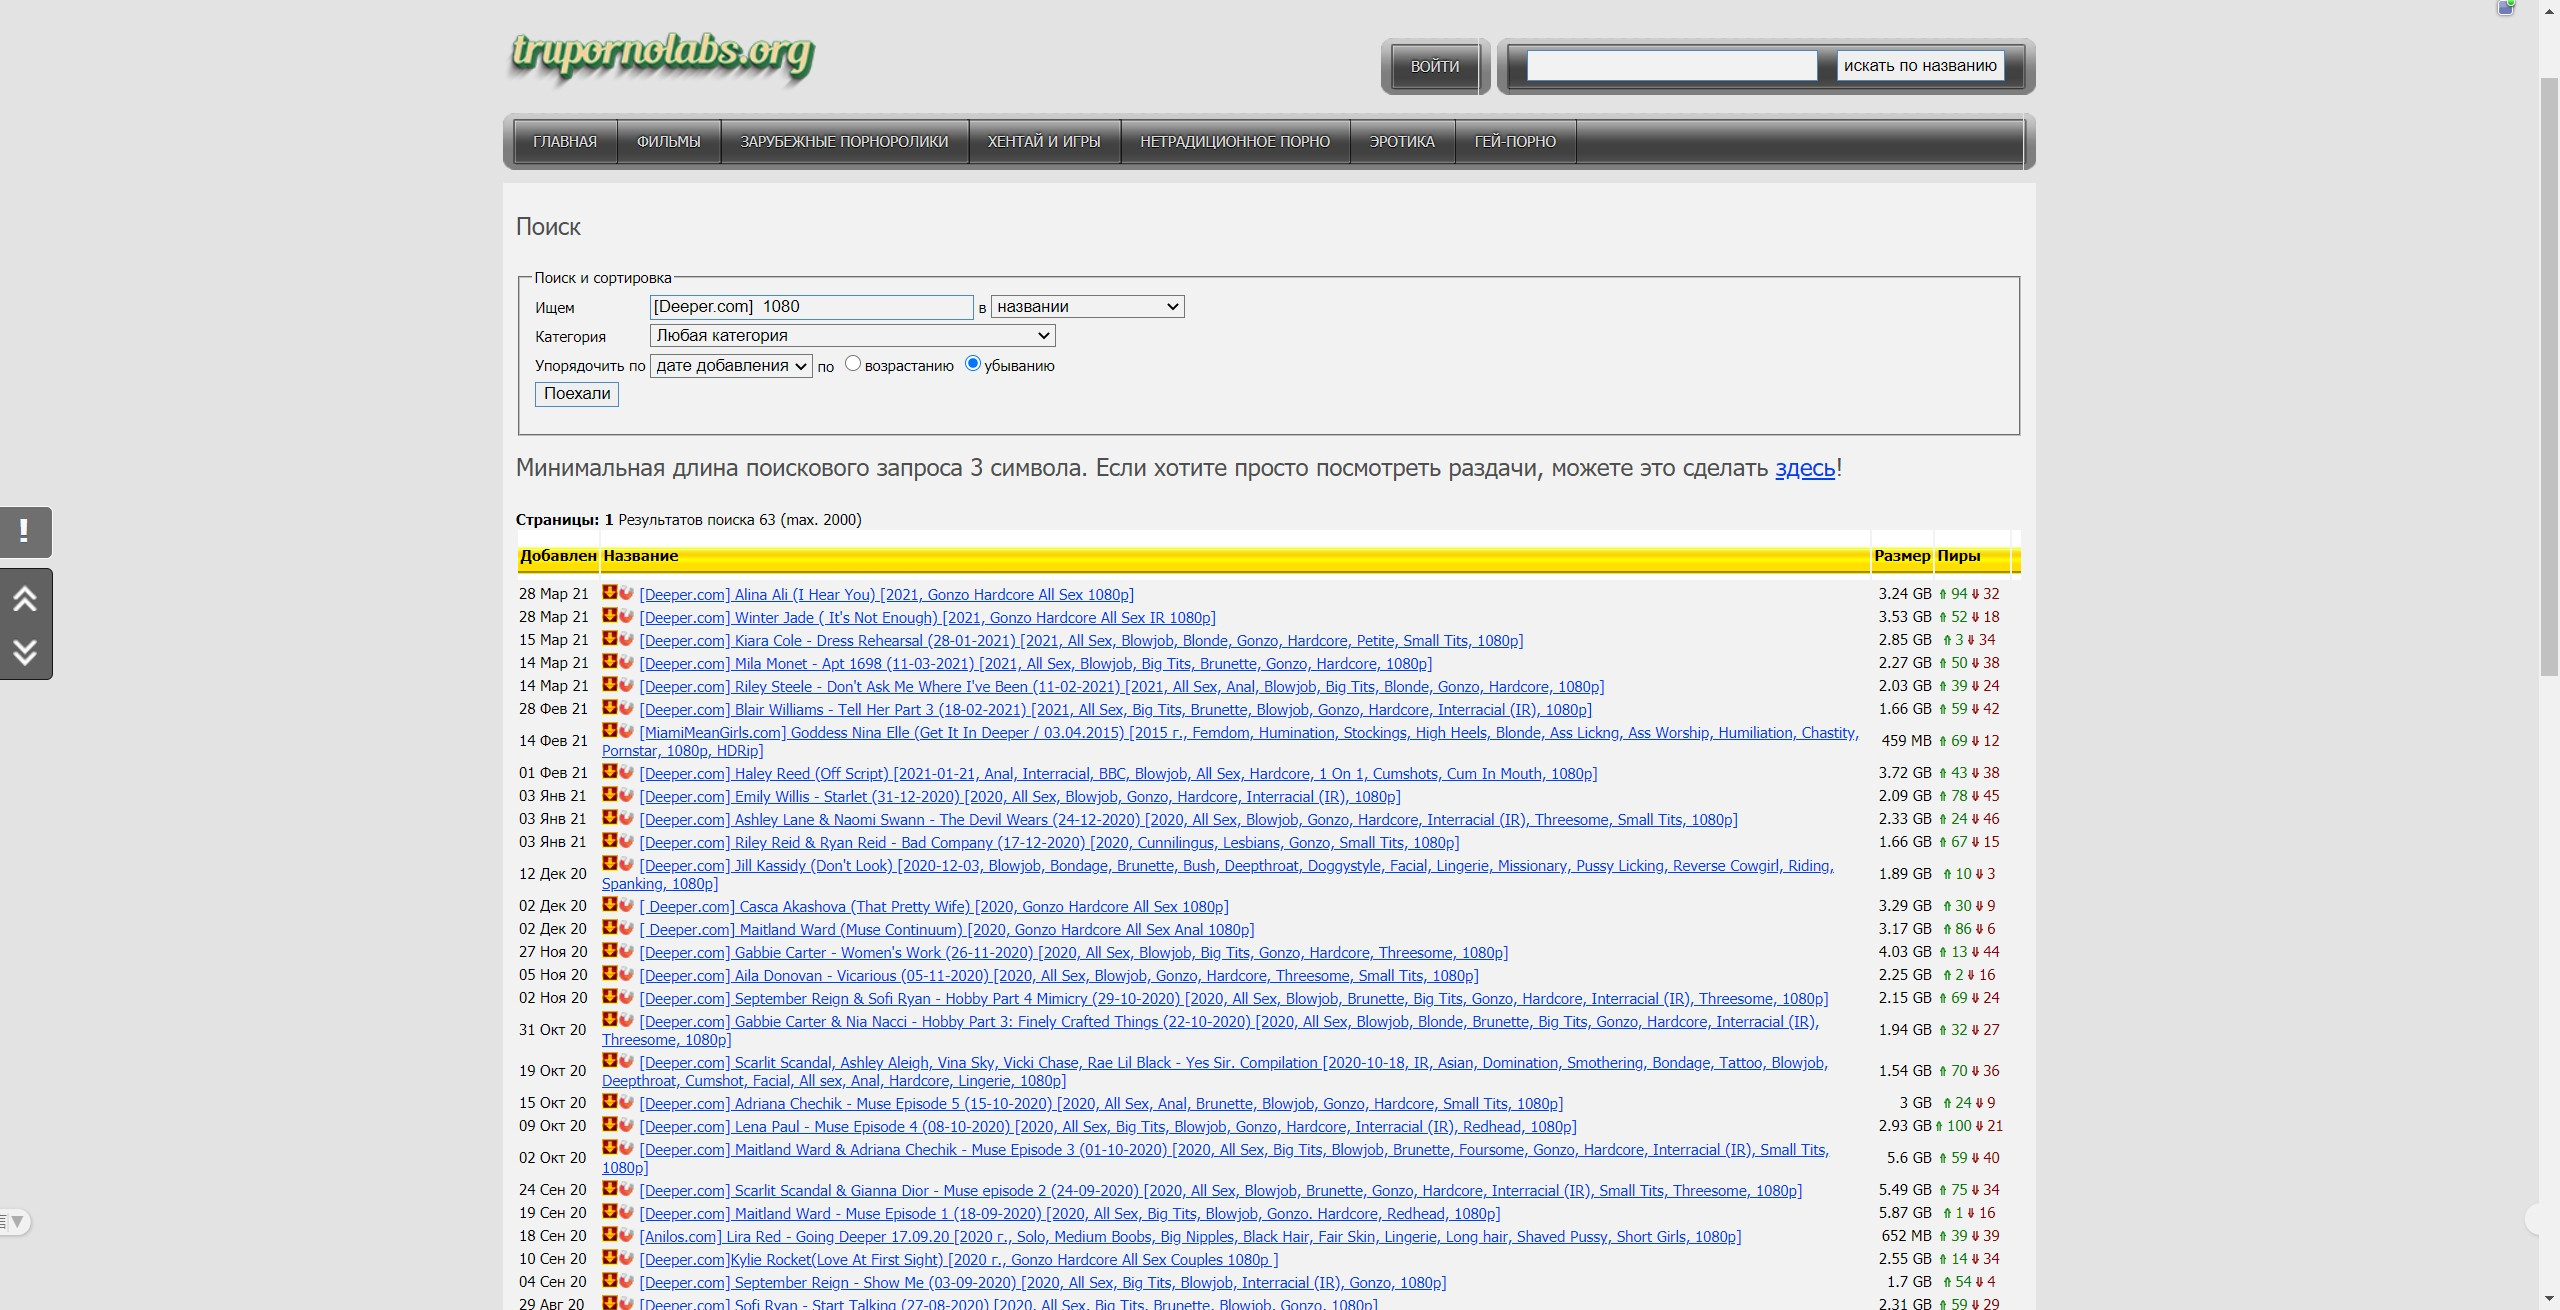 trupornolabs.org
ВОЙТИ
искать по названию
ГЛАВНАЯ ФИЛЬМЫ ЗАРУБЕЖНЫЕ ПОРНОРОЛИКИ ХЕНТАЙ И ИГРЫ НЕТРАДИЦИОННОЕ ПОРНО ЭРОТИКА ГЕЙ-ПОРНО
Поиск
Поиск и сортировка
Ищем [Deeper.com] 1080 в названии
Категория Любая категория
Упорядочить по дате добавления по возрастанию убыванию
Поехали
Минимальная длина поискового запроса 3 символа. Если хотите просто посмотреть раздачи, можете это сделать здесь!
Страницы: 1 Результатов поиска 63 (max. 2000)
Добавлен Название Размер Пиры
28 Мар 21 [Deeper.com] Alina Ali (I Hear You) [2021, Gonzo Hardcore All Sex 1080p] 3.24 GB 94 32
28 Мар 21 [Deeper.com] Winter Jade ( It's Not Enough) [2021, Gonzo Hardcore All Sex IR 1080p] 3.53 GB 52 18
15 Мар 21 [Deeper.com] Kiara Cole - Dress Rehearsal (28-01-2021) [2021, All Sex, Blowjob, Blonde, Gonzo, Hardcore, Petite, Small Tits, 1080p] 2.85 GB 3 34
14 Мар 21 [Deeper.com] Mila Monet - Apt 1698 (11-03-2021) [2021, All Sex, Blowjob, Big Tits, Brunette, Gonzo, Hardcore, 1080p] 2.27 GB 50 38
14 Мар 21 [Deeper.com] Riley Steele - Don't Ask Me Where I've Been (11-02-2021) [2021, All Sex, Anal, Blowjob, Big Tits, Blonde, Gonzo, Hardcore, 1080p] 2.03 GB 39 24
28 Фев 21 [Deeper.com] Blair Williams - Tell Her Part 3 (18-02-2021) [2021, All Sex, Big Tits, Brunette, Blowjob, Gonzo, Hardcore, Interracial (IR), 1080p] 1.66 GB 59 42
14 Фев 21 [MiamiMeanGirls.com] Goddess Nina Elle (Get It In Deeper / 03.04.2015) [2015 г., Femdom, Humination, Stockings, High Heels, Blonde, Ass Lickng, Ass Worship, Humiliation, Chastity, 459 MB 69 12
Pornstar, 1080p, HDRip]
01 Фев 21 [Deeper.com] Haley Reed (Off Script) [2021-01-21, Anal, Interracial, BBC, Blowjob, All Sex, Hardcore, 1 On 1, Cumshots, Cum In Mouth, 1080p] 3.72 GB 43 38
03 Янв 21 [Deeper.com] Emily Willis - Starlet (31-12-2020) [2020, All Sex, Blowjob, Gonzo, Hardcore, Interracial (IR), 1080p] 2.09 GB 78 45
03 Янв 21 [Deeper.com] Ashley Lane & Naomi Swann - The Devil Wears (24-12-2020) [2020, All Sex, Blowjob, Gonzo, Hardcore, Interracial (IR), Threesome, Small Tits, 1080p] 2.33 GB 24 46
03 Янв 21 [Deeper.com] Riley Reid & Ryan Reid - Bad Company (17-12-2020) [2020, Cunnilingus, Lesbians, Gonzo, Small Tits, 1080p] 1.66 GB 67 15
12 Дек 20 [Deeper.com] Jill Kassidy (Don't Look) [2020-12-03, Blowjob, Bondage, Brunette, Bush, Deepthroat, Doggystyle, Facial, Lingerie, Missionary, Pussy Licking, Reverse Cowgirl, Riding, 1.89 GB 10 3
Spanking, 1080p]
02 Дек 20 [ Deeper.com] Casca Akashova (That Pretty Wife) [2020, Gonzo Hardcore All Sex 1080p] 3.29 GB 30 9
02 Дек 20 [ Deeper.com] Maitland Ward (Muse Continuum) [2020, Gonzo Hardcore All Sex Anal 1080p] 3.17 GB 86 6
27 Ноя 20 [Deeper.com] Gabbie Carter - Women's Work (26-11-2020) [2020, All Sex, Blowjob, Big Tits, Gonzo, Hardcore, Threesome, 1080p] 4.03 GB 13 44
05 Ноя 20 [Deeper.com] Aila Donovan - Vicarious (05-11-2020) [2020, All Sex, Blowjob, Gonzo, Hardcore, Threesome, Small Tits, 1080p] 2.25 GB 2 16
02 Ноя 20 [Deeper.com] September Reign & Sofi Ryan - Hobby Part 4 Mimicry (29-10-2020) [2020, All Sex, Blowjob, Brunette, Big Tits, Gonzo, Hardcore, Interracial (IR), Threesome, 1080p] 2.15 GB 69 24
31 Окт 20 [Deeper.com] Gabbie Carter & Nia Nacci - Hobby Part 3: Finely Crafted Things (22-10-2020) [2020, All Sex, Blowjob, Blonde, Brunette, Big Tits, Gonzo, Hardcore, Interracial (IR), 1.94 GB 32 27
Threesome, 1080p]
19 Окт 20 [Deeper.com] Scarlit Scandal, Ashley Aleigh, Vina Sky, Vicki Chase, Rae Lil Black - Yes Sir. Compilation [2020-10-18, IR, Asian, Domination, Smothering, Bondage, Tattoo, Blowjob, 1.54 GB 70 36
Deepthroat, Cumshot, Facial, All sex, Anal, Hardcore, Lingerie, 1080p]
15 Окт 20 [Deeper.com] Adriana Chechik - Muse Episode 5 (15-10-2020) [2020, All Sex, Anal, Brunette, Blowjob, Gonzo, Hardcore, Small Tits, 1080p] 3 GB 24 9
09 Окт 20 [Deeper.com] Lena Paul - Muse Episode 4 (08-10-2020) [2020, All Sex, Big Tits, Blowjob, Gonzo, Hardcore, Interracial (IR), Redhead, 1080p] 2.93 GB 100 21
02 Окт 20 [Deeper.com] Maitland Ward & Adriana Chechik - Muse Episode 3 (01-10-2020) [2020, All Sex, Big Tits, Blowjob, Brunette, Foursome, Gonzo, Hardcore, Interracial (IR), Small Tits, 5.6 GB 59 40
1080p]
24 Сен 20 [Deeper.com] Scarlit Scandal & Gianna Dior - Muse episode 2 (24-09-2020) [2020, All Sex, Blowjob, Brunette, Gonzo, Hardcore, Interracial (IR), Small Tits, Threesome, 1080p] 5.49 GB 75 34
19 Сен 20 [Deeper.com] Maitland Ward - Muse Episode 1 (18-09-2020) [2020, All Sex, Big Tits, Blowjob, Gonzo. Hardcore, Redhead, 1080p] 5.87 GB 1 16
18 Сен 20 [Anilos.com] Lira Red - Going Deeper 17.09.20 [2020 г., Solo, Medium Boobs, Big Nipples, Black Hair, Fair Skin, Lingerie, Long hair, Shaved Pussy, Short Girls, 1080p] 652 MB 39 39
10 Сен 20 [Deeper.com]Kylie Rocket(Love At First Sight) [2020 г., Gonzo Hardcore All Sex Couples 1080p ] 2.55 GB 14 34
04 Сен 20 [Deeper.com] September Reign - Show Me (03-09-2020) [2020, All Sex, Big Tits, Blowjob, Interracial (IR), Gonzo, 1080p] 1.7 GB 54 4
29 Авг 20 [Deeper.com] Sofi Ryan - Start Talking (27-08-2020) [2020, All Sex, Big Tits, Brunette, Blowjob, Gonzo, 1080p] 2.31 GB 59 29